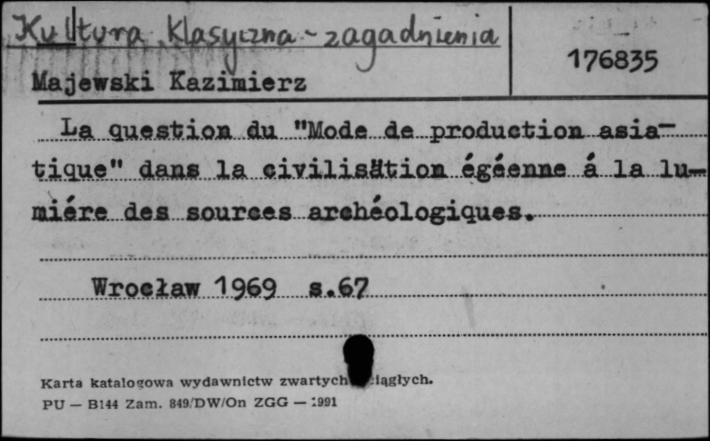 Kultura Klasyczna - zagadnienia
176835
Majewski Kazimierz
La question du "Mode de production asia-
tique" dans la civilisätion égéenne á la lu-
miére des sources archéologiques.
Wrocław 1969 s.67
Karta katalogowa wydawnictw zwartych ciągłych.
PU — B144 Zam. 849/DW/On ZGG — 1991